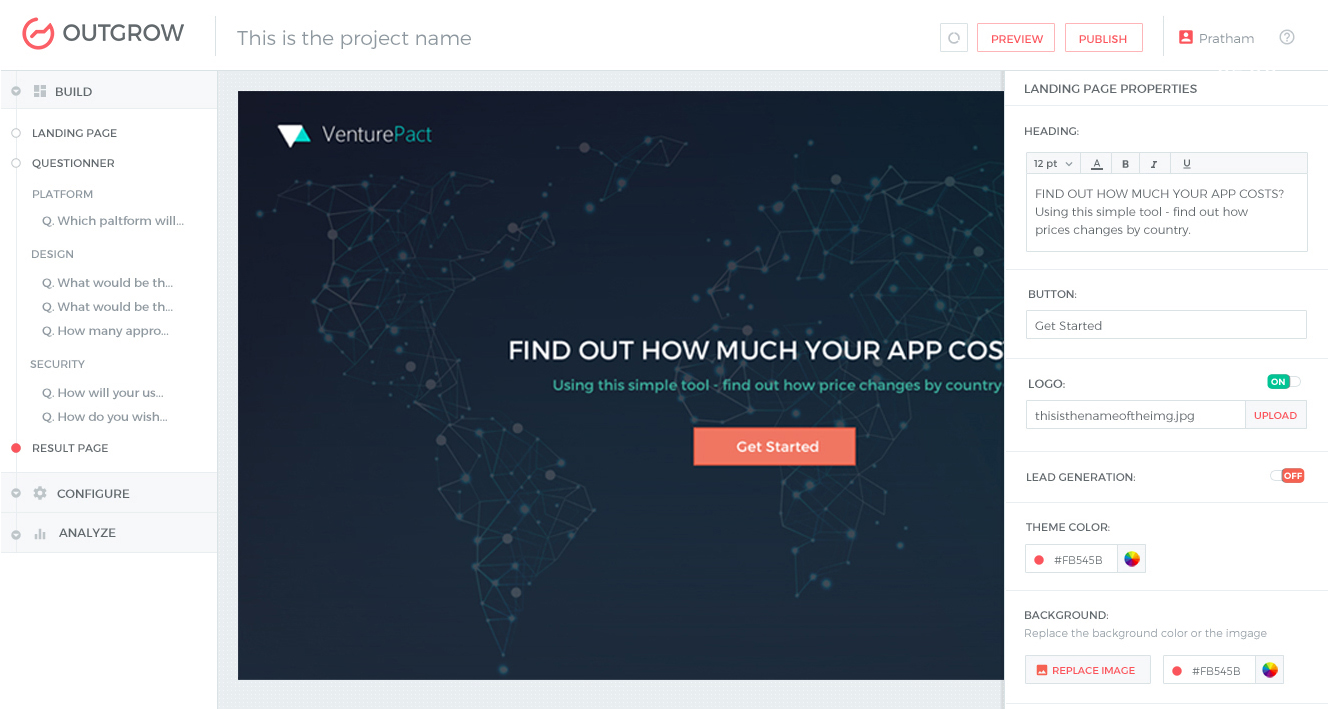 OUTGROW
This is the project name
PREVIEW
PUBLISH
Pratham
BUILD
LANDING PAGE
QUESTIONNER
PLATFORM
Q. Which paltform will...
DESIGN
Q. What would be th...
Q. What would be th...
Q. How many appro...
SECURITY
Q. How will your us...
Q. How do you wish...
RESULT PAGE
CONFIGURE
ANALYZE
VenturePact
FIND OUT HOW MUCH YOUR APP COS
Using this simple tool - find out how price changes by country
Get Started
LANDING PAGE PROPERTIES
HEADING:
12 pt A B I U
FIND OUT HOW MUCH YOUR APP COSTS?
Using this simple tool - find out how
prices changes by country.
BUTTON:
Get Started
LOGO:
ON
thisisthenameoftheimg.jpg
UPLOAD
LEAD GENERATION:
OFF
THEME COLOR:
#FB545B
BACKGROUND:
Replace the background color or the imgage
REPLACE IMAGE
#FB545B